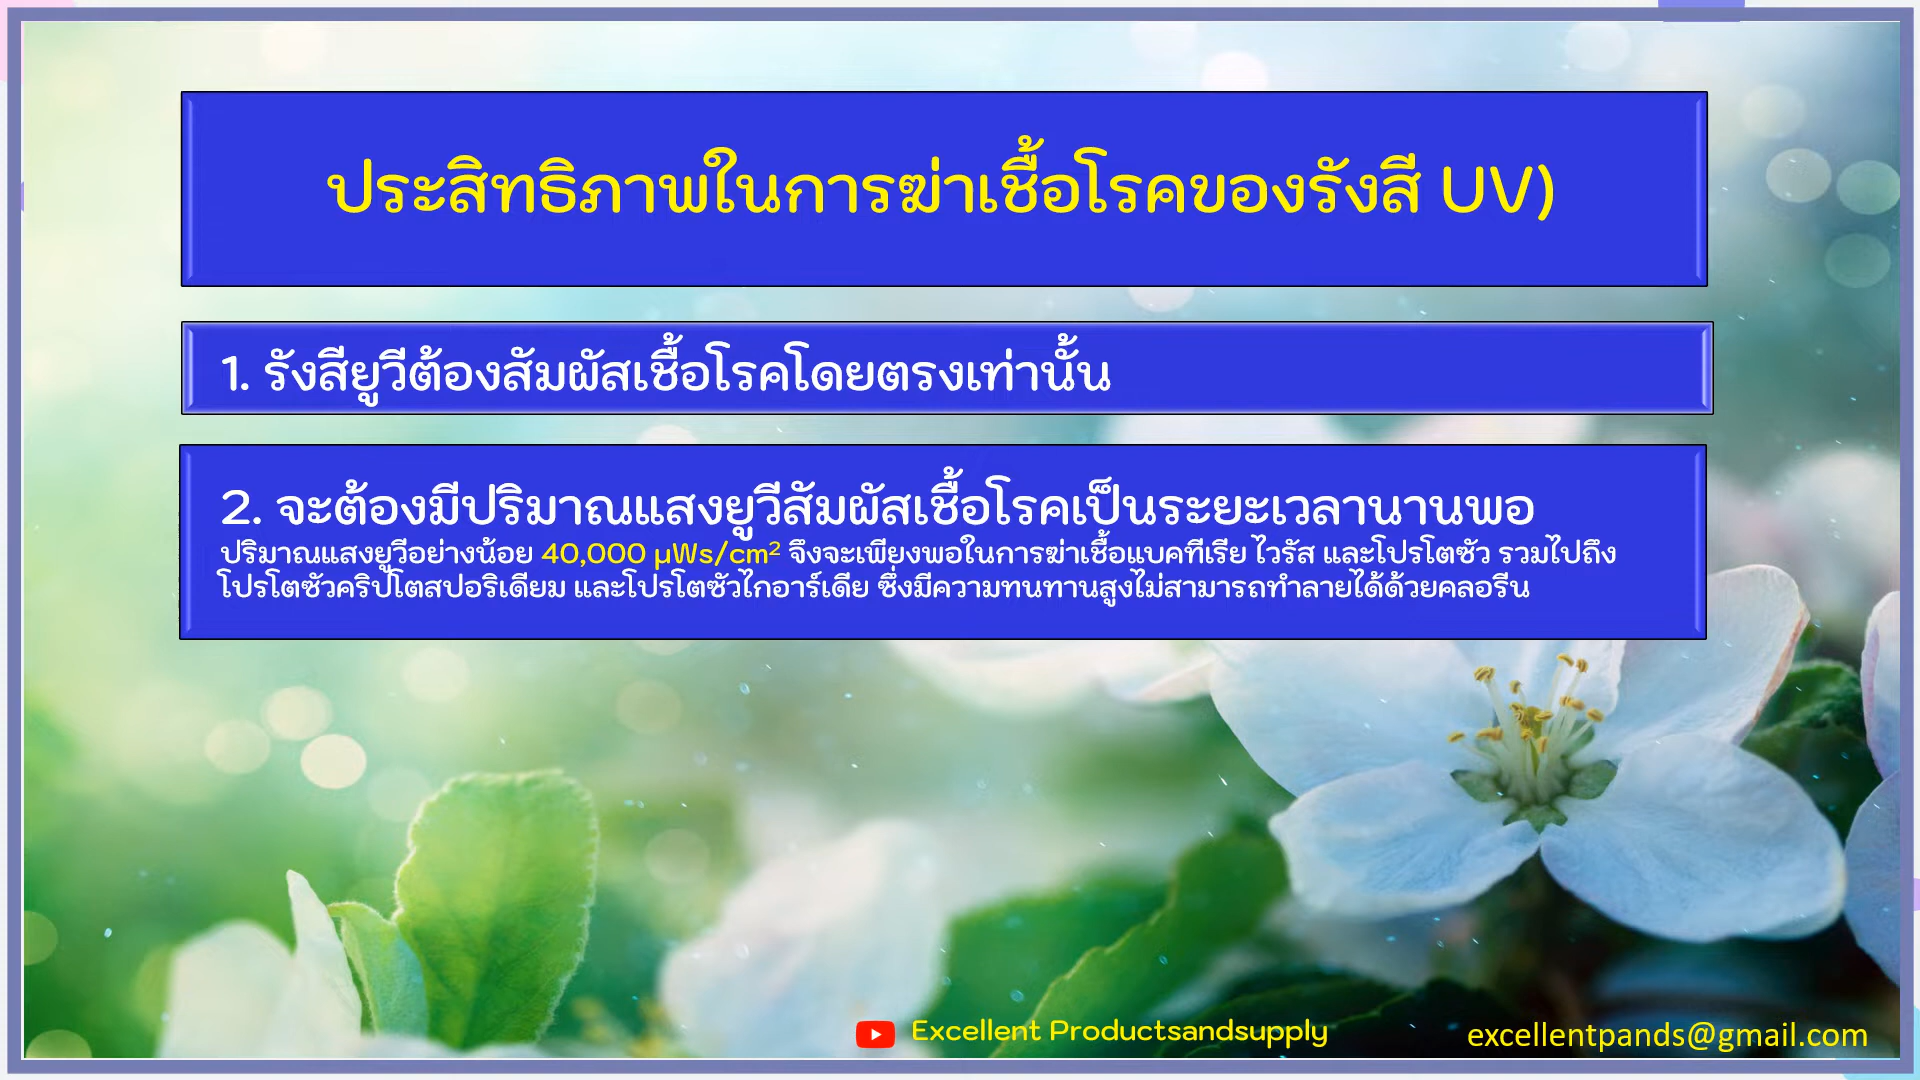 ประสิทธิภาพในการฆ่าเชื้อโรคของรังสี UV)
1. รังสียูวีต้องสัมผัสเชื้อโรคโดยตรงเท่านั้น
2. จะต้องมีปริมาณแสงยูวีสัมผัสเชื้อโรคเป็นระยะเวลานานพอ
ปริมาณแสงยูวีอย่างน้อย 40,000 µWs/cm² จึงจะเพียงพอในการฆ่าเชื้อแบคทีเรีย ไวรัส และโปรโตซัว รวมไปถึง
โปรโตซัวคริปโตสปอริเดียม และโปรโตซัวไกอาร์เดีย ซึ่งมีความทนทานสูงไม่สามารถทำลายได้ด้วยคลอรีน
Excellent Productsandsupply
excellentpands@gmail.com